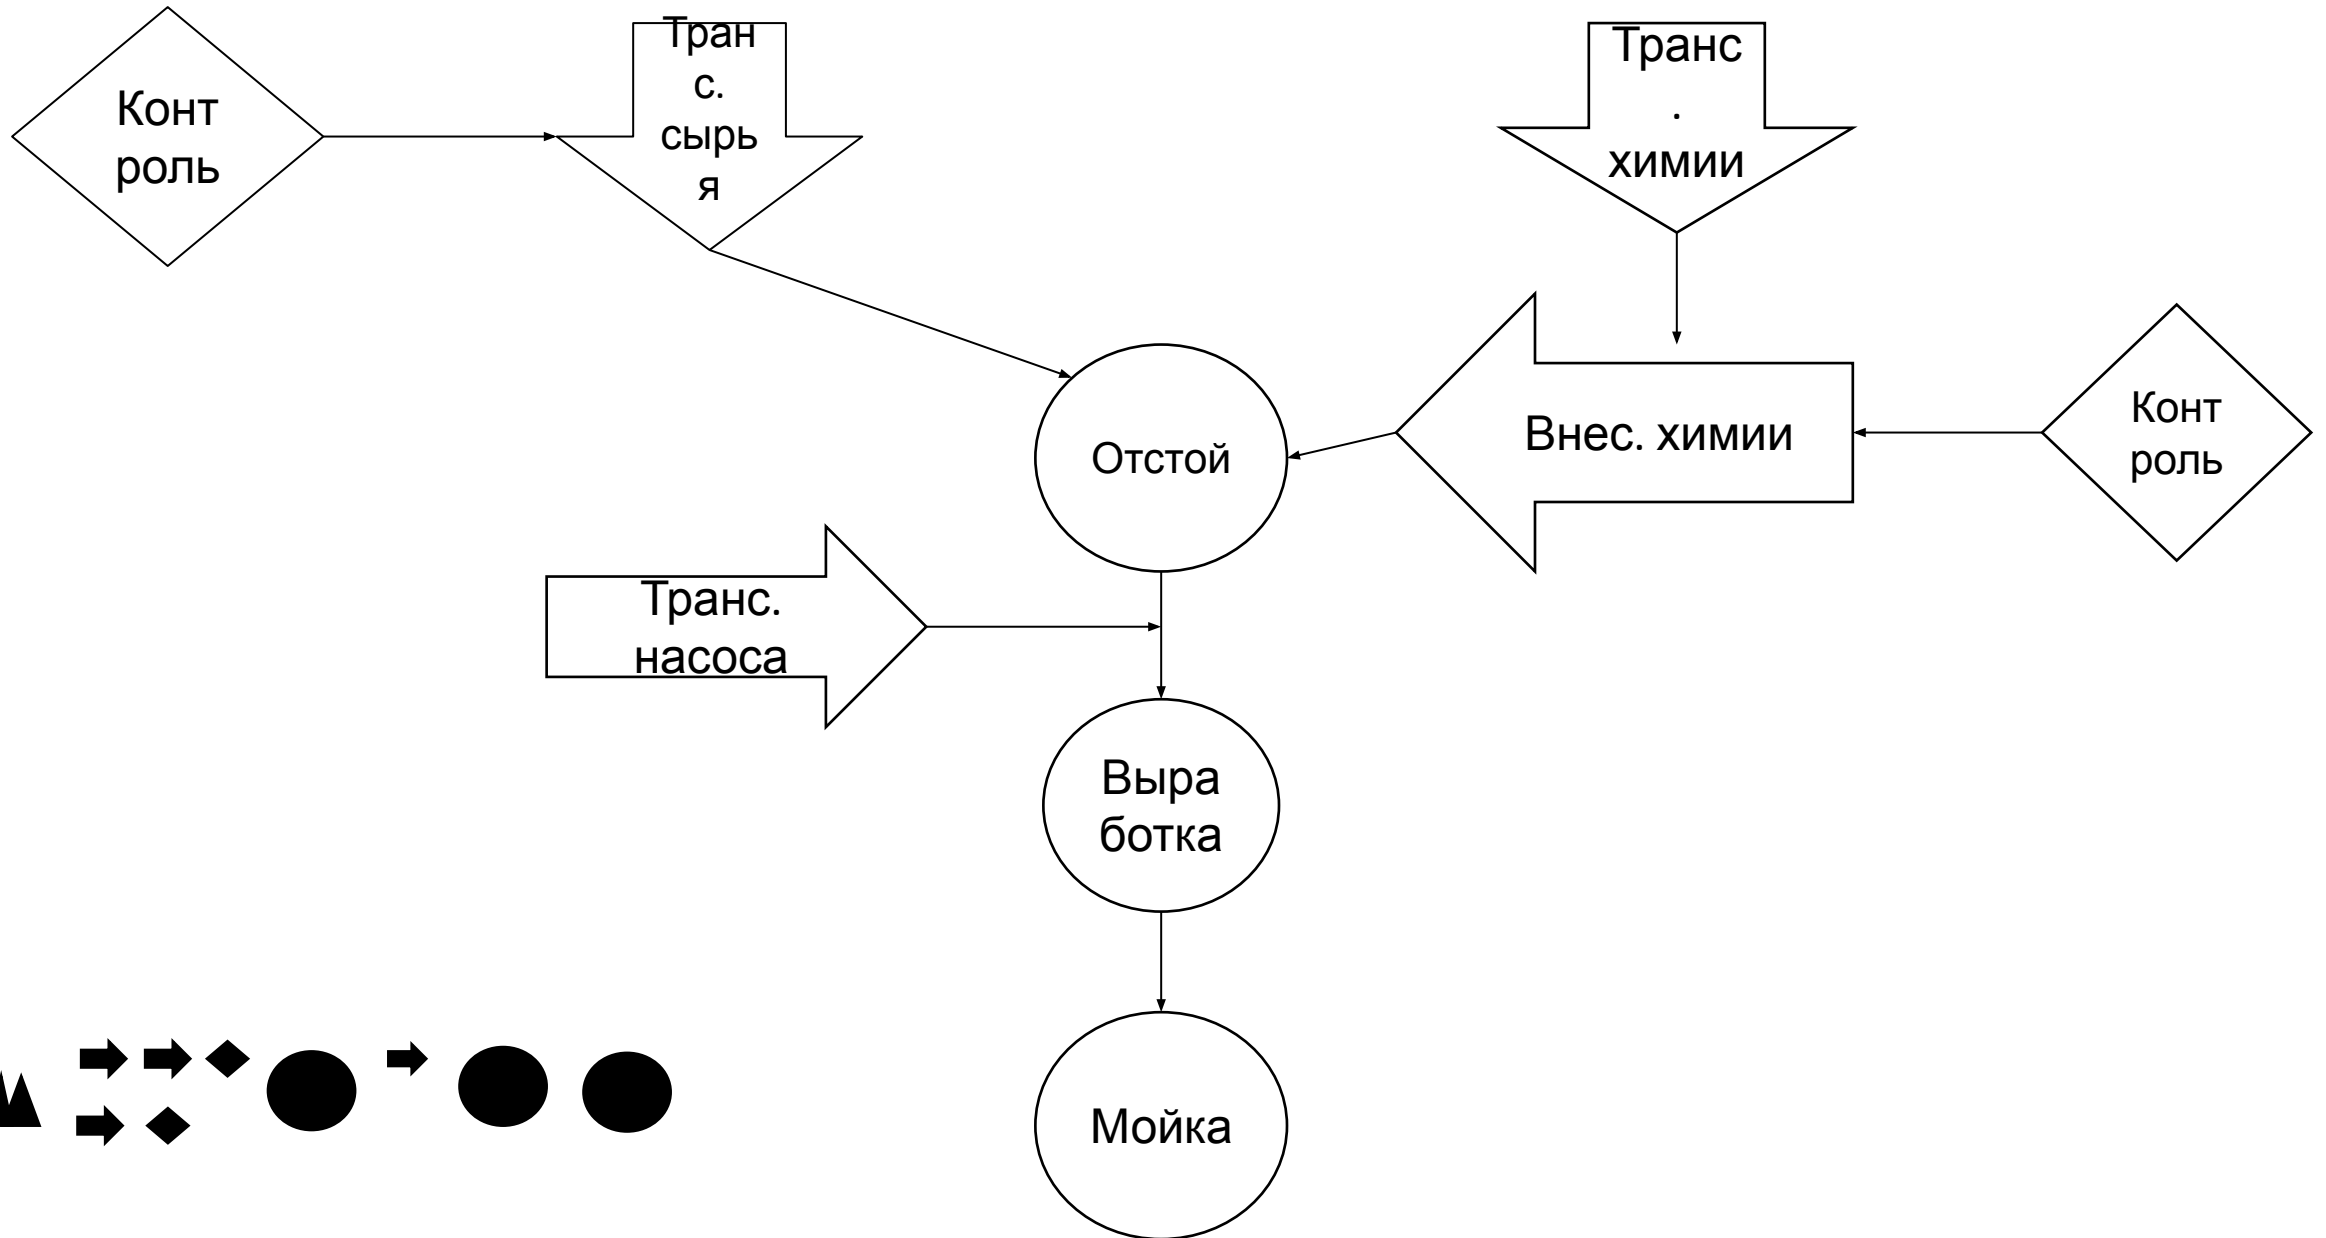 Конт
роль
Тран
с.
сырь
я
Транс
.
химии
Отстой
Внес. химии
Конт
роль
Транс.
насоса
Выра
ботка
Мойка